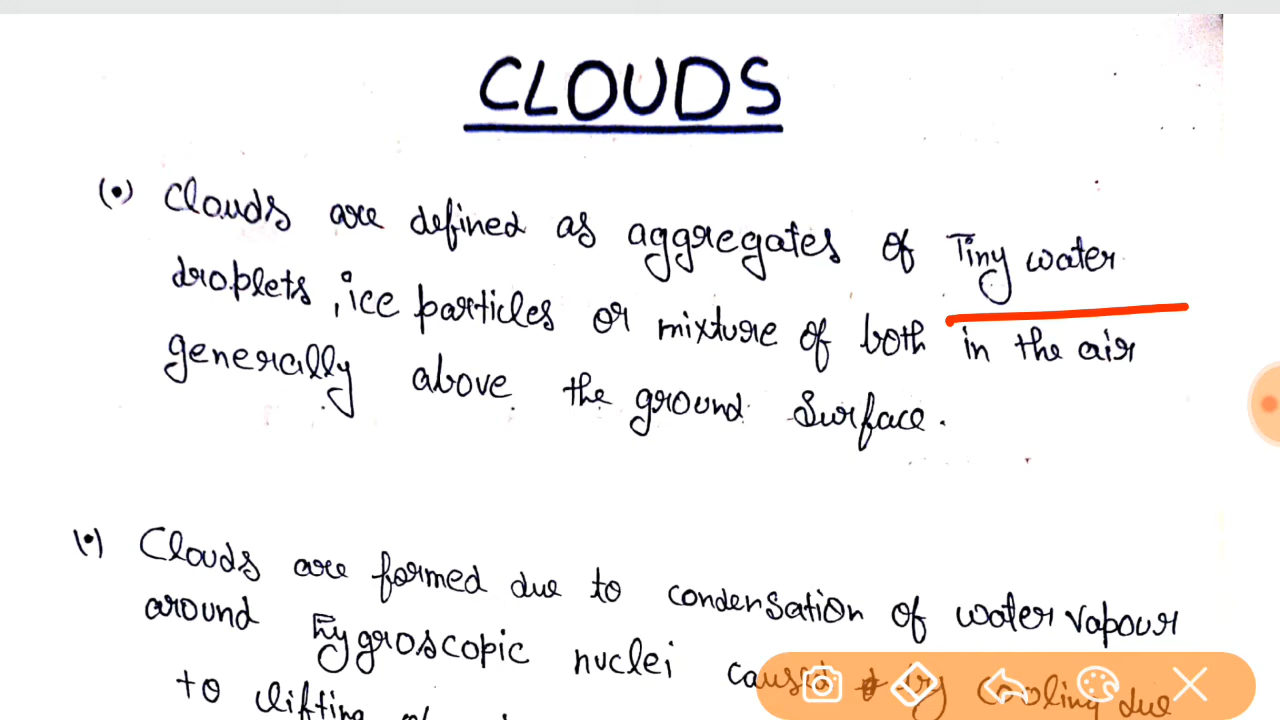 CLOUDS
(•) Clouds are defined as aggregates of Tiny water
droplets, ice particles or mixture of both in the air
generally above the ground surface.
(•) Clouds are formed due to condensation of water vapour
around hygroscopic nuclei caused by cooling due
to lifting of